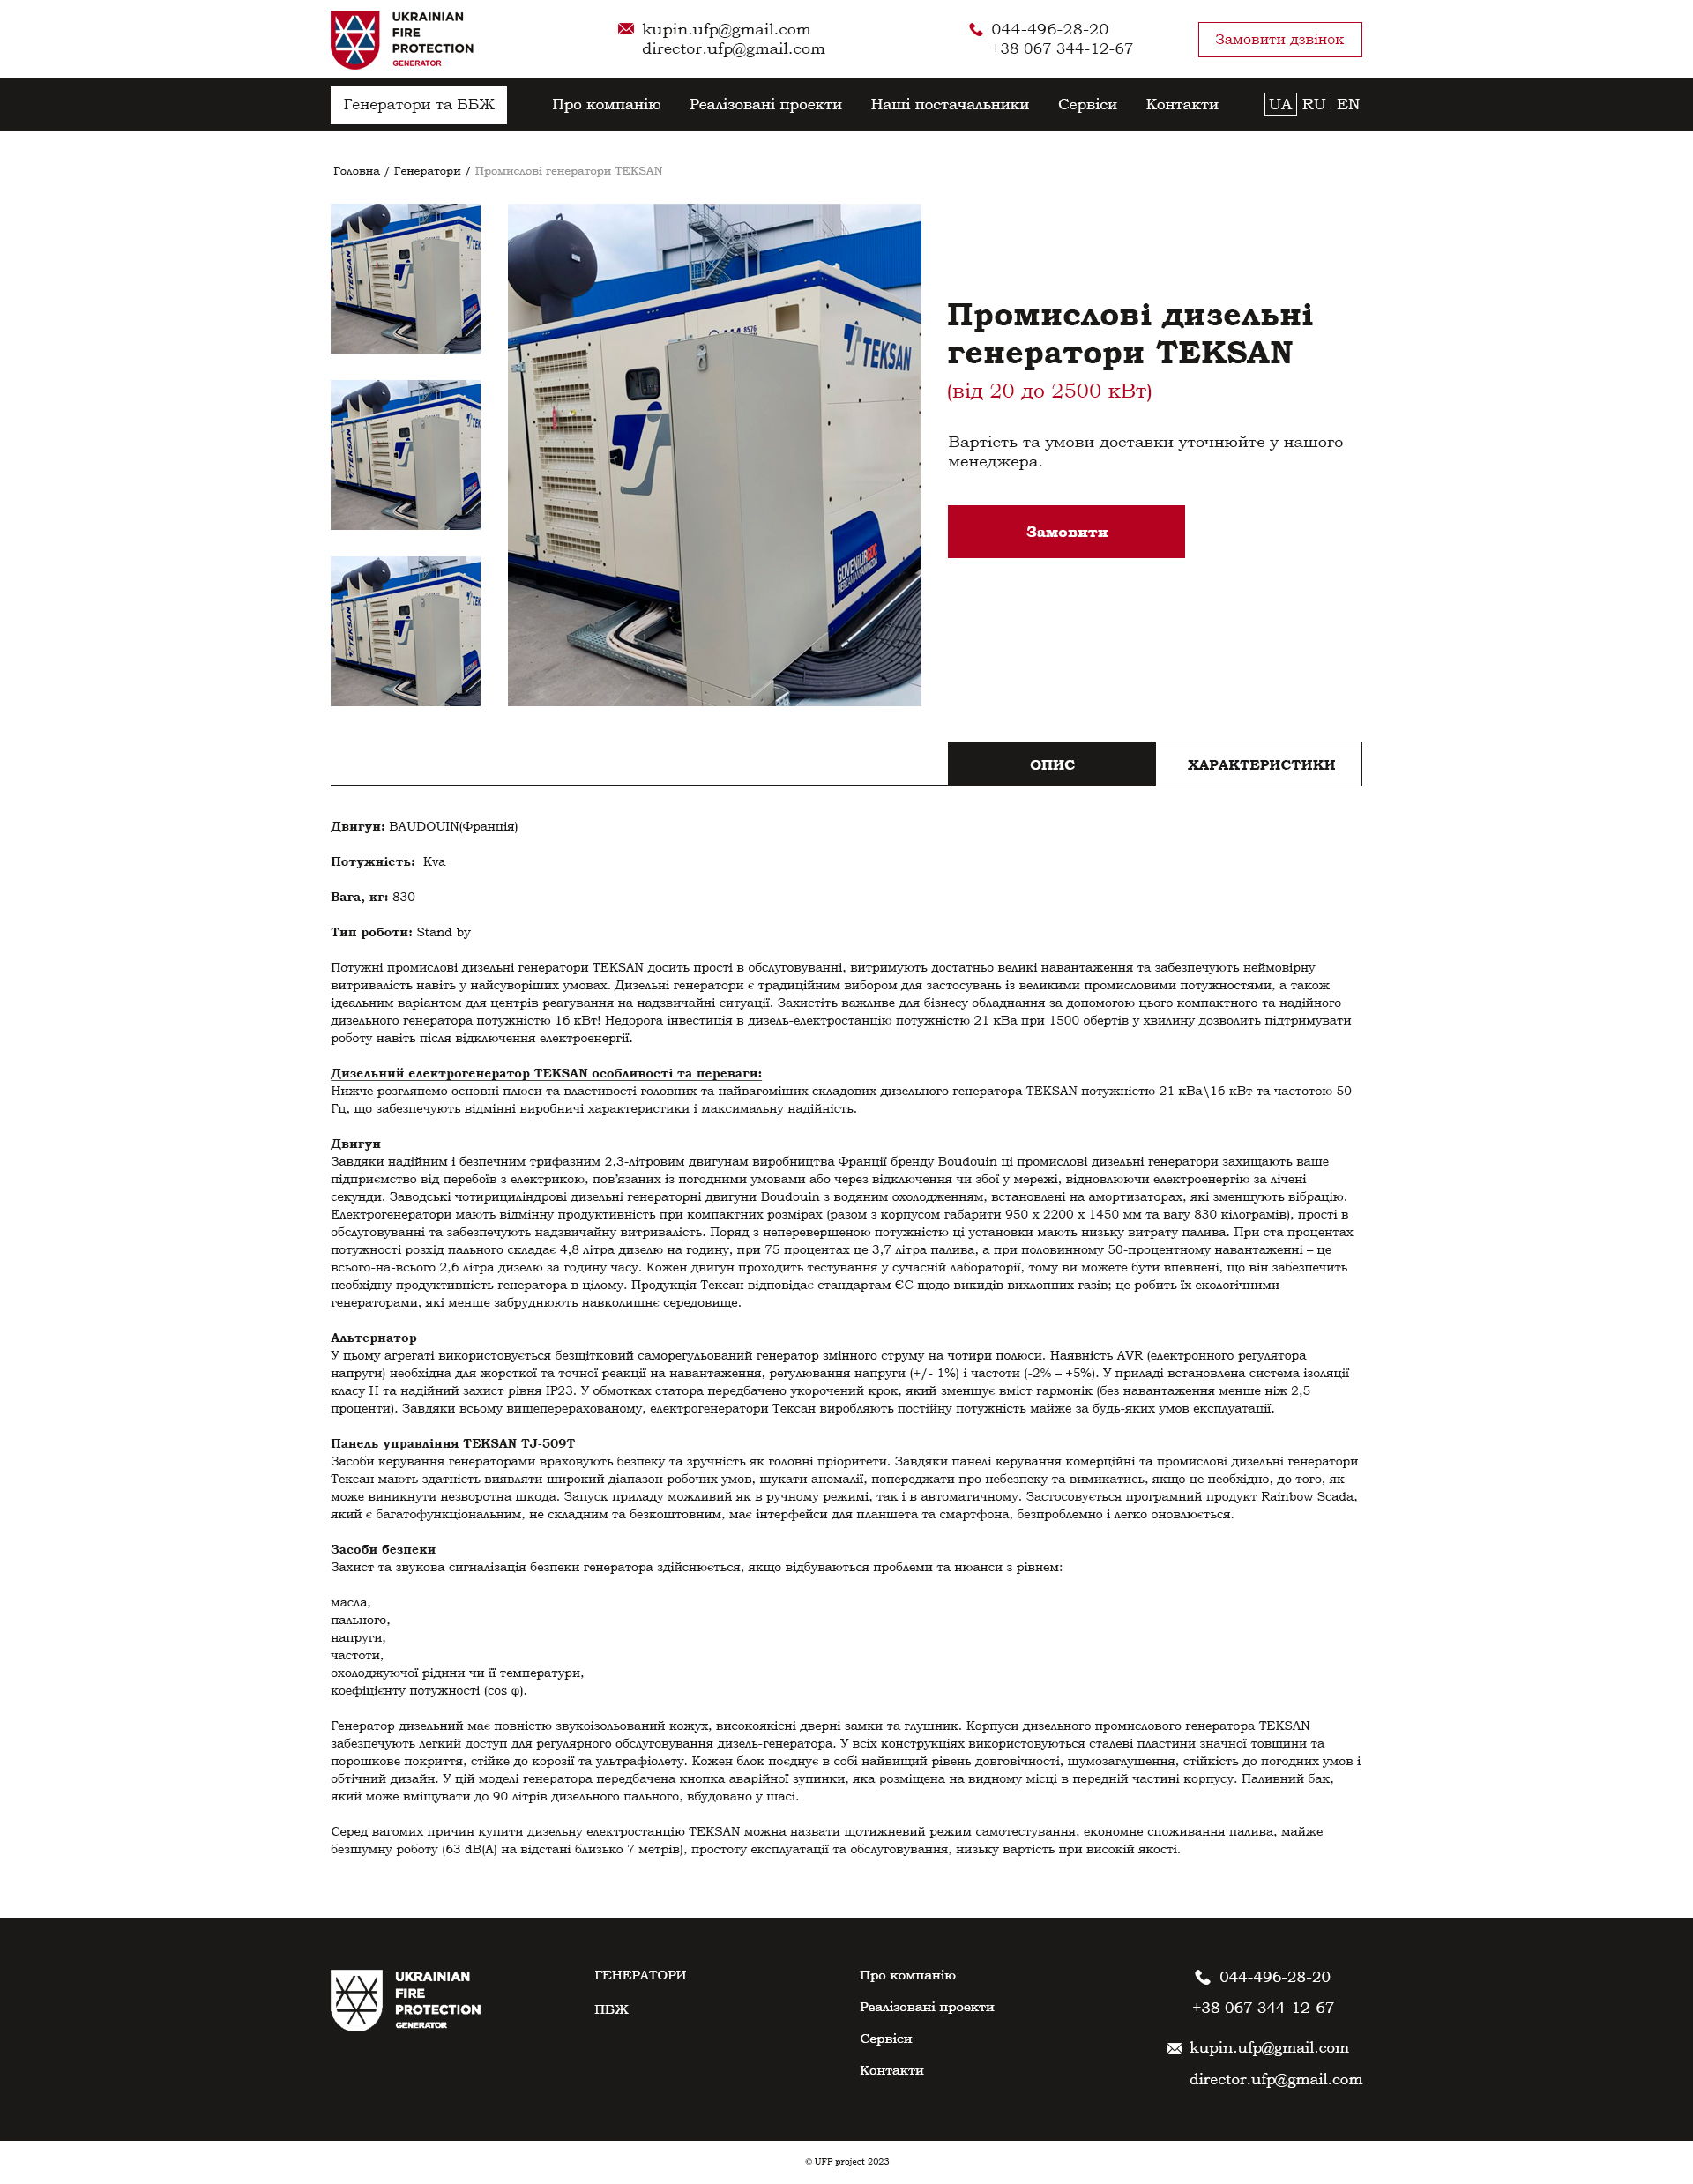 UKRAINIAN
FIRE
PROTECTION
GENERATOR
kupin.ufp@gmail.com
director.ufp@gmail.com
044-496-28-20
+38 067 344-12-67
Замовити дзвінок
Генератори та ББЖ
Про компанію
Реалізовані проекти
Наші постачальники
Сервіси
Контакти
UA RU | EN
Головна / Генератори / Промислові генератори TEKSAN
TEKSAN
TEKSAN
TEKSAN
TEKSAN
Промислові дизельні
генератори TEKSAN
(від 20 до 2500 кВт)
Вартість та умови доставки уточнюйте у нашого
менеджера.
Замовити
ОПИС
ХАРАКТЕРИСТИКИ
Двигун: BAUDOUIN(Франція)
Потужність: Kva
Вага, кг: 830
Тип роботи: Stand by
Потужні промислові дизельні генератори TEKSAN досить прості в обслуговуванні, витримують достатньо великі навантаження та забезпечують неймовірну
витривалість навіть у найсуворіших умовах. Дизельні генератори є традиційним вибором для застосувань із великими промисловими потужностями, а також
ідеальним варіантом для центрів реагування на надзвичайні ситуації. Захистіть важливе для бізнесу обладнання за допомогою цього компактного та надійного
дизельного генератора потужністю 16 кВт! Недорога інвестиція в дизель-електростанцію потужністю 21 кВа при 1500 обертів у хвилину дозволить підтримувати
роботу навіть після відключення електроенергії.
Дизельний електрогенератор TEKSAN особливості та переваги:
Нижче розглянемо основні плюси та властивості головних та найвагоміших складових дизельного генератора TEKSAN потужністю 21 кВа\16 кВт та частотою 50
Гц, що забезпечують відмінні виробничі характеристики і максимальну надійність.
Двигун
Завдяки надійним і безпечним трифазним 2,3-літровим двигунам виробництва Франції бренду Boudouin ці промислові дизельні генератори захищають ваше
підприємство від перебоїв з електрикою, пов’язаних із погодними умовами або через відключення чи збої у мережі, відновлюючи електроенергію за лічені
секунди. Заводські чотирициліндрові дизельні генераторні двигуни Boudouin з водяним охолодженням, встановлені на амортизаторах, які зменшують вібрацію.
Електрогенератори мають відмінну продуктивність при компактних розмірах (разом з корпусом габарити 950 х 2200 х 1450 мм та вагу 830 кілограмів), прості в
обслуговуванні та забезпечують надзвичайну витривалість. Поряд з неперевершеною потужністю ці установки мають низьку витрату палива. При ста процентах
потужності розхід пального складає 4,8 літра дизелю на годину, при 75 процентах це 3,7 літра палива, а при половинному 50-процентному навантаженні – це
всього-на-всього 2,6 літра дизелю за годину часу. Кожен двигун проходить тестування у сучасній лабораторії, тому ви можете бути впевнені, що він забезпечить
необхідну продуктивність генератора в цілому. Продукція Тексан відповідає стандартам ЄС щодо викидів вихлопних газів; це робить їх екологічними
генераторами, які менше забруднюють навколишнє середовище.
Альтернатор
У цьому агрегаті використовується безщітковий саморегульований генератор змінного струму на чотири полюси. Наявність AVR (електронного регулятора
напруги) необхідна для жорсткої та точної реакції на навантаження, регулювання напруги (+/- 1%) і частоти (-2% – +5%). У приладі встановлена система ізоляції
класу H та надійний захист рівня IP23. У обмотках статора передбачено укорочений крок, який зменшує вміст гармонік (без навантаження менше ніж 2,5
проценти). Завдяки всьому вищеперерахованому, електрогенератори Тексан виробляють постійну потужність майже за будь-яких умов експлуатації.
Панель управління TEKSAN TJ-509T
Засоби керування генераторами враховують безпеку та зручність як головні пріоритети. Завдяки панелі керування комерційні та промислові дизельні генератори
Тексан мають здатність виявляти широкий діапазон робочих умов, шукати аномалії, попереджати про небезпеку та вимикатись, якщо це необхідно, до того, як
може виникнути незворотна шкода. Запуск приладу можливий як в ручному режимі, так і в автоматичному. Застосовується програмний продукт Rainbow Scada,
який є багатофункціональним, не складним та безкоштовним, має інтерфейси для планшета та смартфона, безпроблемно і легко оновлюється.
Засоби безпеки
Захист та звукова сигналізація безпеки генератора здійснюється, якщо відбуваються проблеми та нюанси з рівнем:
масла,
пального,
напруги,
частоти,
охолоджуючої рідини чи її температури,
коефіцієнту потужності (cos φ).
Генератор дизельний має повністю звукоізольований кожух, високоякісні дверні замки та глушник. Корпуси дизельного промислового генератора TEKSAN
забезпечують легкий доступ для регулярного обслуговування дизель-генератора. У всіх конструкціях використовуються сталеві пластини значної товщини та
порошкове покриття, стійке до корозії та ультрафіолету. Кожен блок поєднує в собі найвищий рівень довговічності, шумозаглушення, стійкість до погодних умов і
обтічний дизайн. У цій моделі генератора передбачена кнопка аварійної зупинки, яка розміщена на видному місці в передній частині корпусу. Паливний бак,
який може вміщувати до 90 літрів дизельного пального, вбудовано у шасі.
Серед вагомих причин купити дизельну електростанцію TEKSAN можна назвати щотижневий режим самотестування, економне споживання палива, майже
безшумну роботу (63 dB(A) на відстані близько 7 метрів), простоту експлуатації та обслуговування, низьку вартість при високій якості.
UKRAINIAN
FIRE
PROTECTION
GENERATOR
ГЕНЕРАТОРИ
ПБЖ
Про компанію
Реалізовані проекти
Сервіси
Контакти
044-496-28-20
+38 067 344-12-67
kupin.ufp@gmail.com
director.ufp@gmail.com
© UFP project 2023